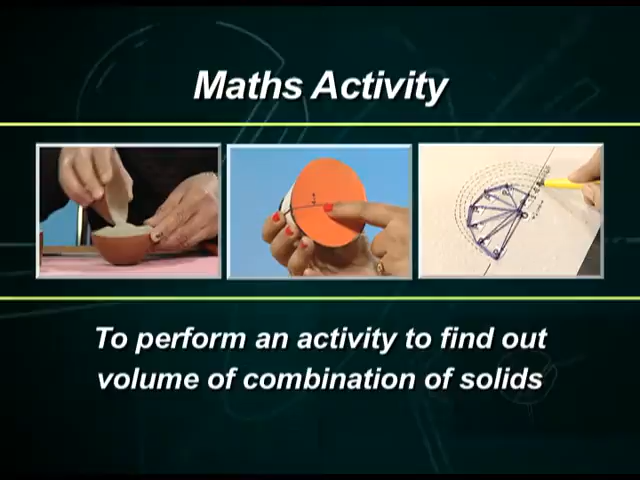 Maths Activity
To perform an activity to find out
volume of combination of solids